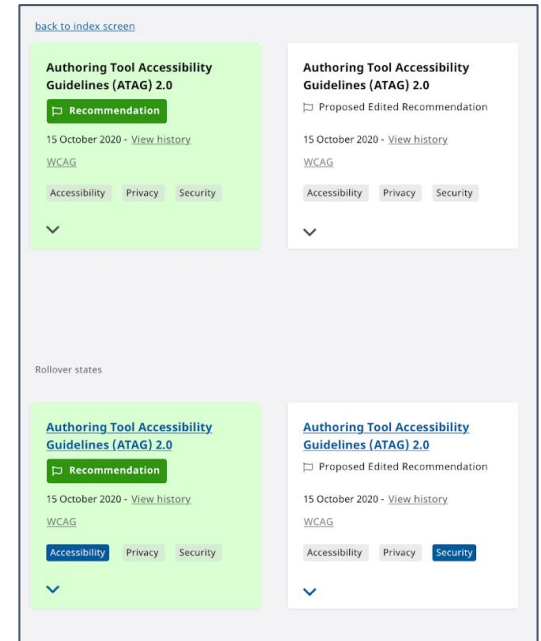 back to index screen
Authoring Tool Accessibility
Guidelines (ATAG) 2.0
Recommendation
15 October 2020 - View history
WCAG
Accessibility Privacy Security
Authoring Tool Accessibility
Guidelines (ATAG) 2.0
Proposed Edited Recommendation
15 October 2020 - View history
WCAG
Accessibility Privacy Security
Rollover states
Authoring Tool Accessibility
Guidelines (ATAG) 2.0
Recommendation
15 October 2020 - View history
WCAG
Accessibility Privacy Security
Authoring Tool Accessibility
Guidelines (ATAG) 2.0
Proposed Edited Recommendation
15 October 2020 - View history
WCAG
Accessibility Privacy Security